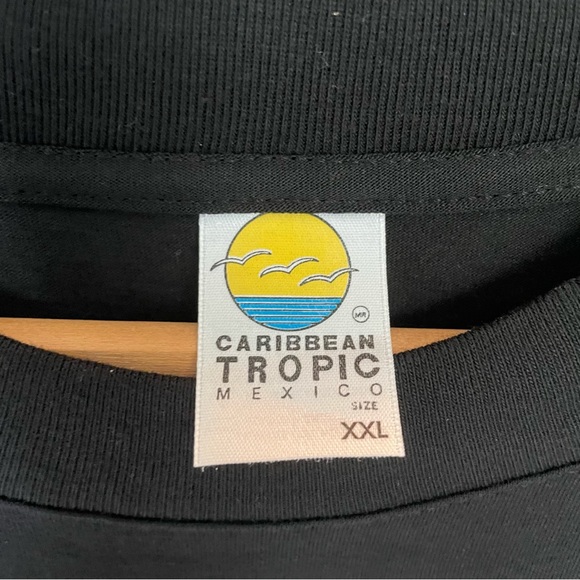 MR
CARIBBEAN
TROPIC
MEXICO
SIZE
XXL